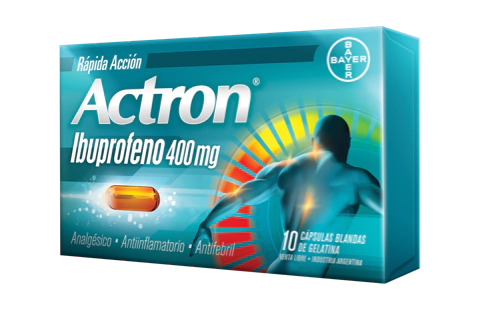 Rápida Acción
Actron®
Ibuprofeno 400 mg
Analgésico • Antiinflamatorio • Antifebril
BAYER
BAYER
10 CÁPSULAS BLANDAS
DE GELATINA
VENTA LIBRE • INDUSTRIA ARGENTINA